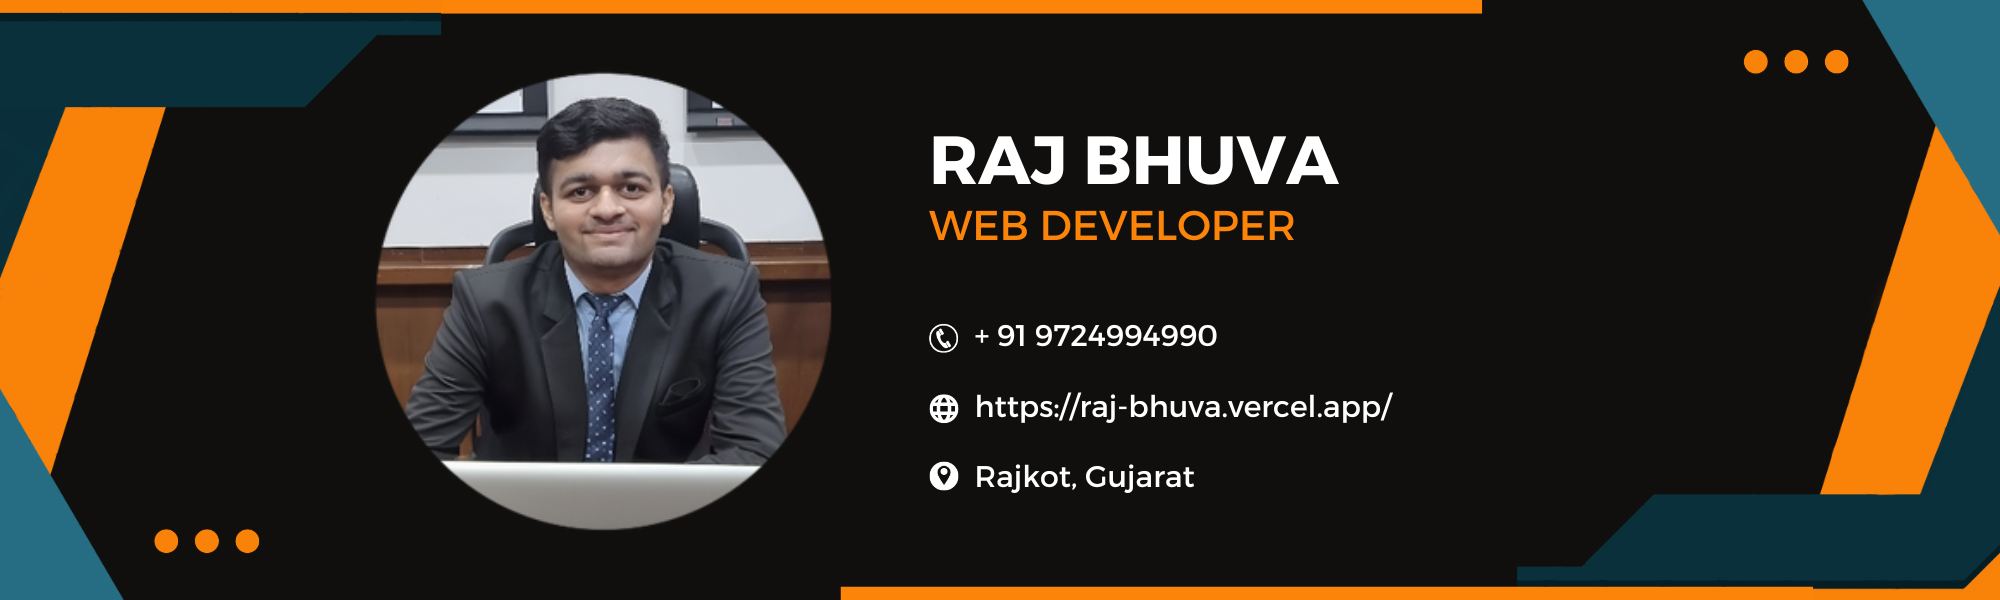 RAJ BHUVA
WEB DEVELOPER
+ 91 9724994990
https://raj-bhuva.vercel.app/
Rajkot, Gujarat